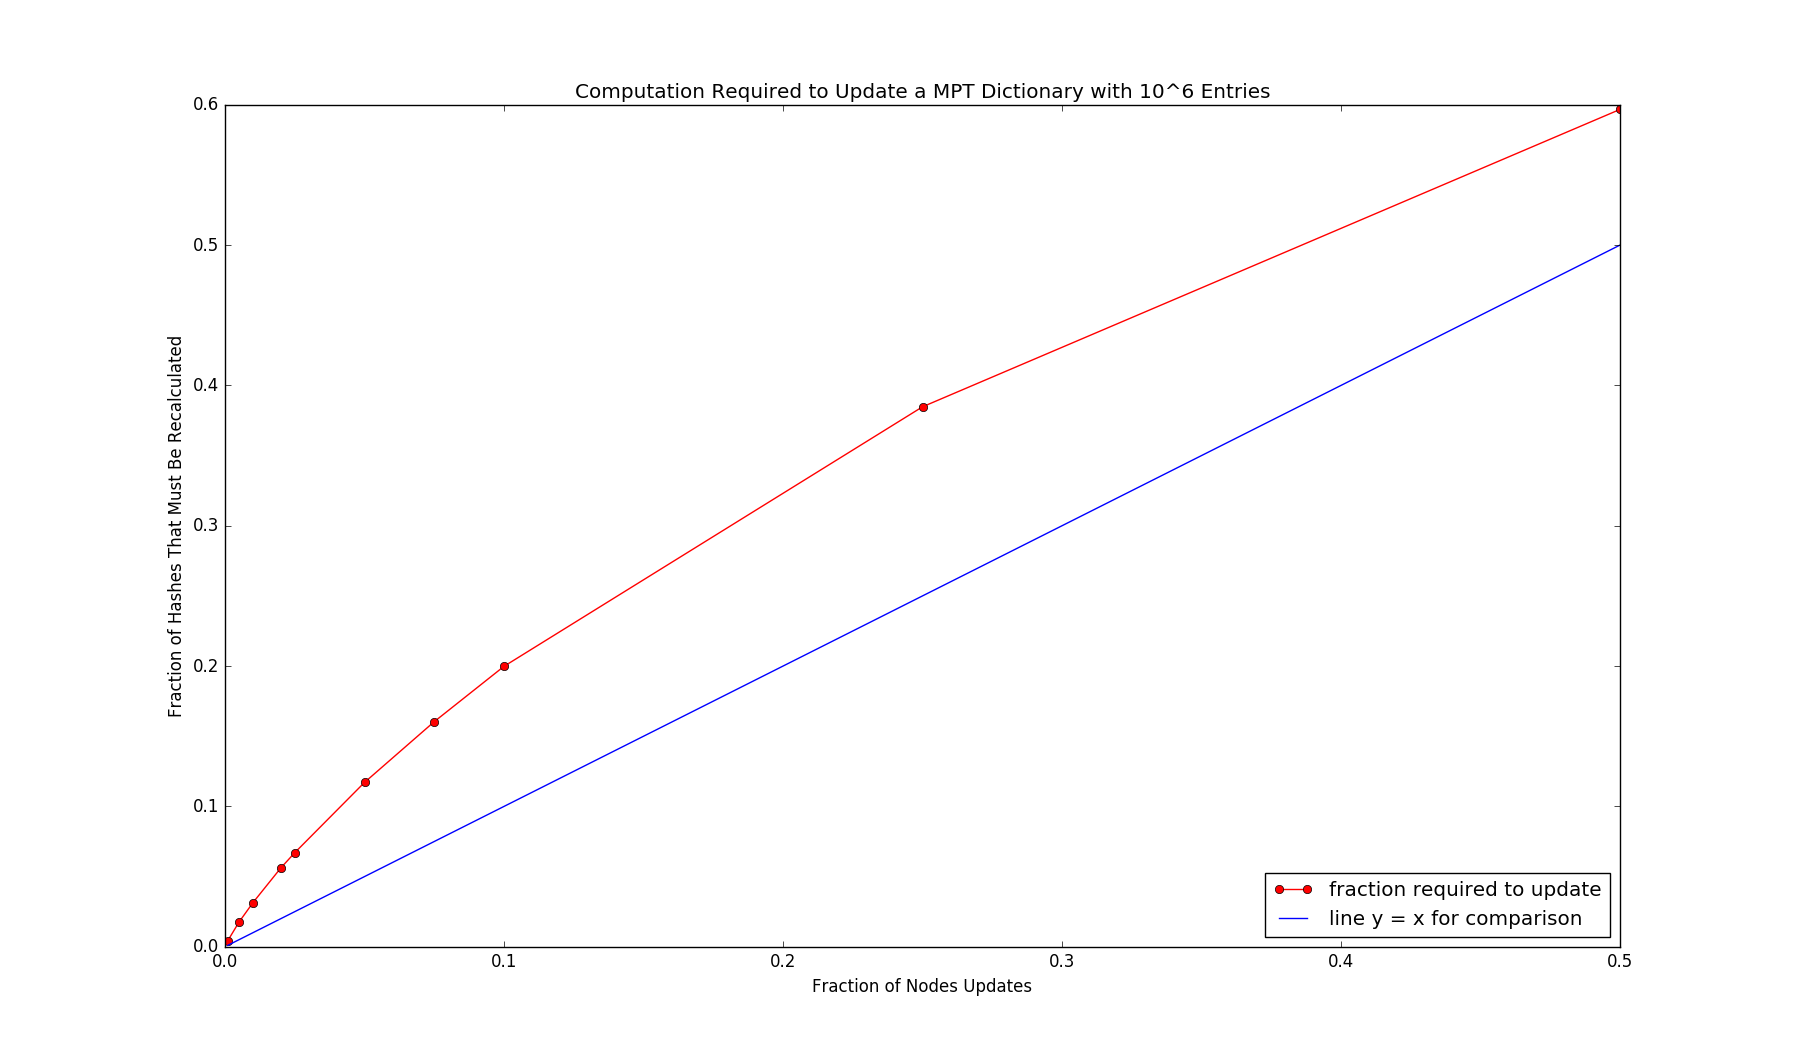 Computation Required to Update a MPT Dictionary with 10^6 Entries
0.6
0.5
0.4
0.3
0.2
0.1
0.0
Fraction of Hashes That Must Be Recalculated
fraction required to update
line y = x for comparison
0.0 0.1 0.2 0.3 0.4 0.5
Fraction of Nodes Updates